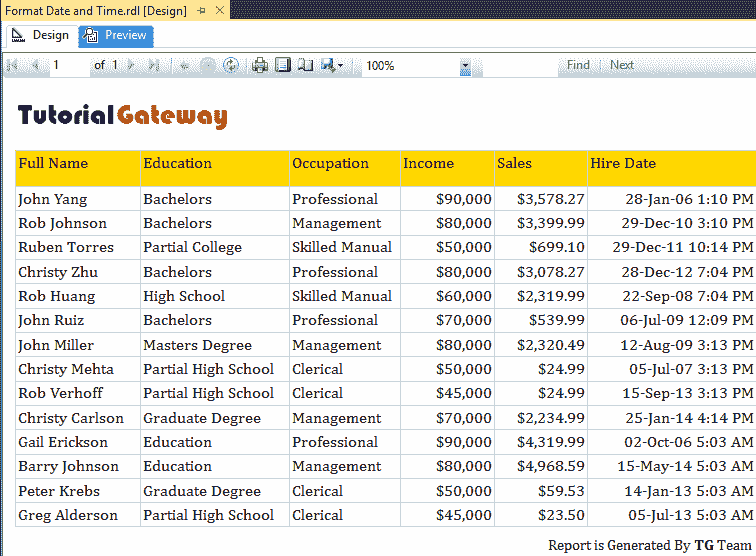 Format Date and Time.rdl [Design]
Design Preview
1 of 1 100% Find Next
TutorialGateway
Full Name Education Occupation Income Sales Hire Date
John Yang Bachelors Professional $90,000 $3,578.27 28-Jan-06 1:10 PM
Rob Johnson Bachelors Management $80,000 $3,399.99 29-Dec-10 3:10 PM
Ruben Torres Partial College Skilled Manual $50,000 $699.10 29-Dec-11 10:14 PM
Christy Zhu Bachelors Professional $80,000 $3,078.27 28-Dec-12 7:04 PM
Rob Huang High School Skilled Manual $60,000 $2,319.99 22-Sep-08 7:04 PM
John Ruiz Bachelors Professional $70,000 $539.99 06-Jul-09 12:09 PM
John Miller Masters Degree Management $80,000 $2,320.49 12-Aug-09 3:13 PM
Christy Mehta Partial High School Clerical $50,000 $24.99 05-Jul-07 3:13 PM
Rob Verhoff Partial High School Clerical $45,000 $24.99 15-Sep-13 3:13 PM
Christy Carlson Graduate Degree Management $70,000 $2,234.99 25-Jan-14 4:14 PM
Gail Erickson Education Professional $90,000 $4,319.99 02-Oct-06 5:03 AM
Barry Johnson Education Management $80,000 $4,968.59 15-May-14 5:03 AM
Peter Krebs Graduate Degree Clerical $50,000 $59.53 14-Jan-13 5:03 AM
Greg Alderson Partial High School Clerical $45,000 $23.50 05-Jul-13 5:03 AM
Report is Generated By TG Team